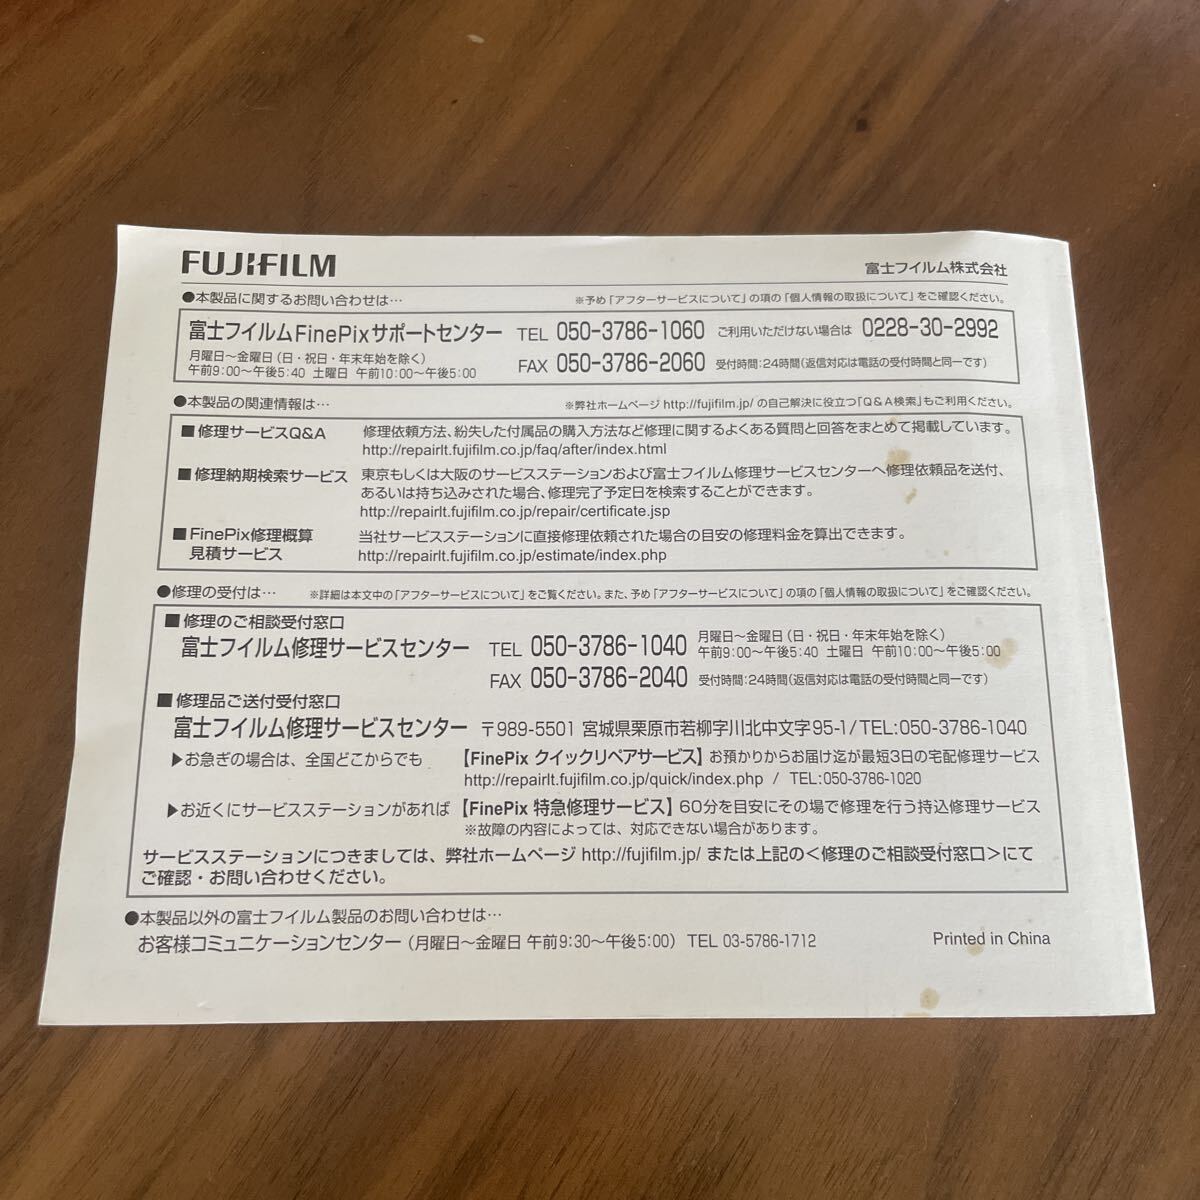 FUJIFILM 富士フイルム株式会社
●本製品に関するお問い合わせは… ※予め「アフターサービスについて」の項の「個人情報の取扱について」をご確認ください。
富士フイルムFinePixサポートセンター TEL 050-3786-1060 ご利用いただけない場合は 0228-30-2992
月曜日～金曜日(日・祝日・年末年始を除く)
午前9:00～午後5:40 土曜日 午前10:00～午後5:00 FAX 050-3786-2060 受付時間:24時間(返信対応は電話の受付時間と同一です)
●本製品の関連情報は… ※弊社ホームページ http://fujifilm.jp/ の自己解決に役立つ「Q&A検索」もご利用ください。
■修理サービスQ&A 修理依頼方法、紛失した付属品の購入方法など修理に関するよくある質問と回答をまとめて掲載しています。
http://repairlt.fujifilm.co.jp/faq/after/index.html
■修理納期検索サービス 東京もしくは大阪のサービスステーションおよび富士フイルム修理サービスセンターへ修理依頼品を送付、
あるいは持ち込みされた場合、修理完了予定日を検索することができます。
http://repairlt.fujifilm.co.jp/repair/certificate.jsp
■FinePix修理概算 当社サービスステーションに直接修理依頼された場合の目安の修理料金を算出できます。
見積サービス http://repairlt.fujifilm.co.jp/estimate/index.php
●修理の受付は… ※詳細は本文中の「アフターサービスについて」をご覧ください。また、予め「アフターサービスについて」の項の「個人情報の取扱について」をご確認ください。
■修理のご相談受付窓口
富士フイルム修理サービスセンター TEL 050-3786-1040 月曜日～金曜日(日・祝日・年末年始を除く)
午前9:00～午後5:40 土曜日 午前10:00～午後5:00
FAX 050-3786-2040 受付時間:24時間(返信対応は電話の受付時間と同一です)
■修理品ご送付受付窓口
富士フイルム修理サービスセンター 〒989-5501 宮城県栗原市若柳字川北中文字95-1/TEL:050-3786-1040
▶お急ぎの場合は、全国どこからでも 【FinePix クイックリペアサービス】お預かりからお届け迄が最短3日の宅配修理サービス
http://repairlt.fujifilm.co.jp/quick/index.php / TEL:050-3786-1020
▶お近くにサービスステーションがあれば 【FinePix 特急修理サービス】60分を目安にその場で修理を行う持込修理サービス
※故障の内容によっては、対応できない場合があります。
サービスステーションにつきましては、弊社ホームページ http://fujifilm.jp/ または上記の<修理のご相談受付窓口>にて
ご確認・お問い合わせください。
●本製品以外の富士フイルム製品のお問い合わせは…
お客様コミュニケーションセンター(月曜日～金曜日 午前9:30～午後5:00) TEL 03-5786-1712 Printed in China